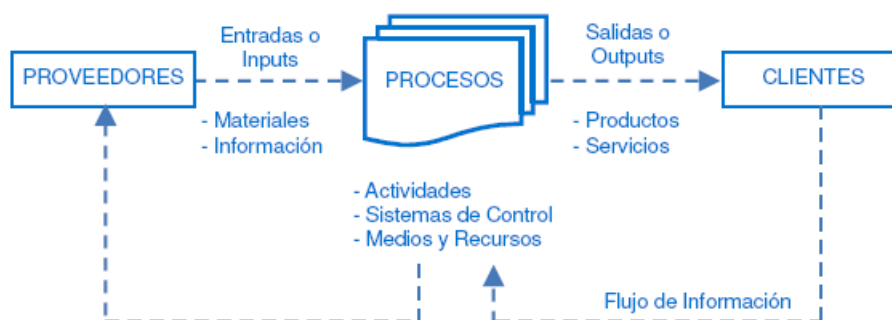 Entradas o
Inputs
Salidas o
Outputs
PROVEEDORES
PROCESOS
CLIENTES
- Materiales
- Información
- Productos
- Servicios
- Actividades
- Sistemas de Control
- Medios y Recursos
Flujo de Información